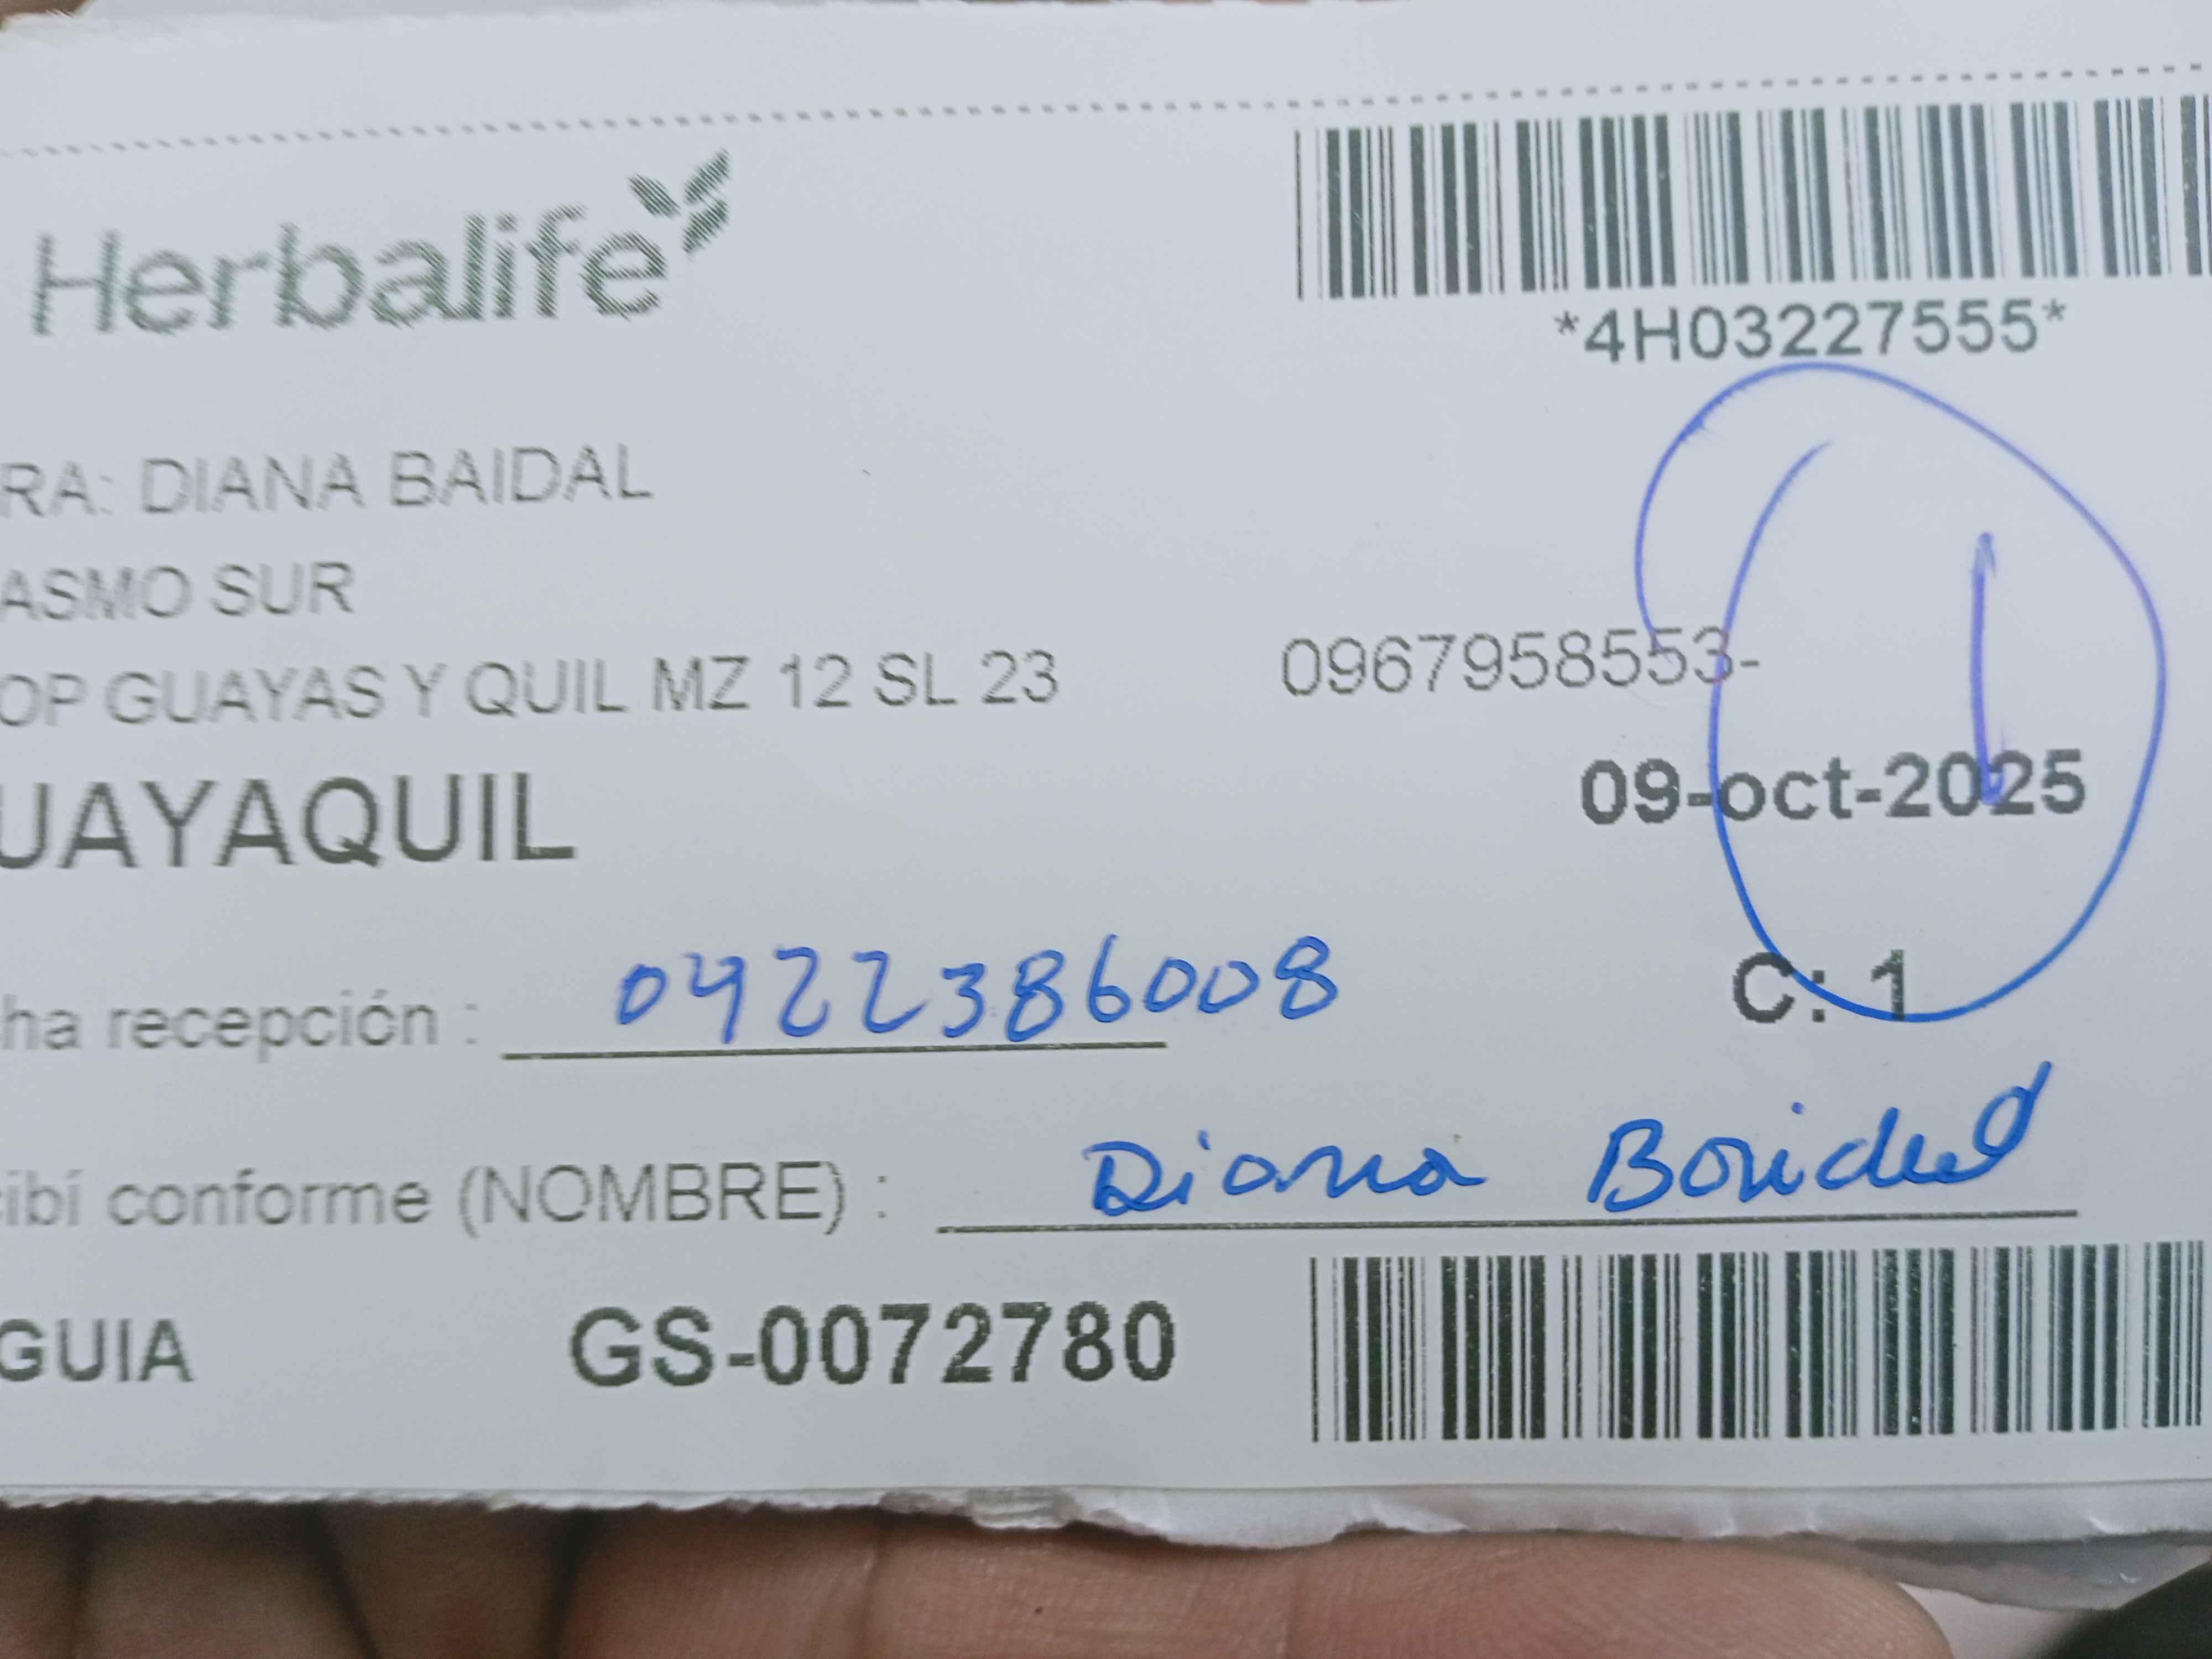 Herbalife
*4H03227555*
RA: DIANA BAIDAL
ASMO SUR
OP GUAYAS Y QUIL MZ 12 SL 23 0967958553-
09-oct-2025
UAYAQUIL
C: 1
ha recepción : 0922386008
cibí conforme (NOMBRE) : Diana Baidal
GUIA GS-0072780